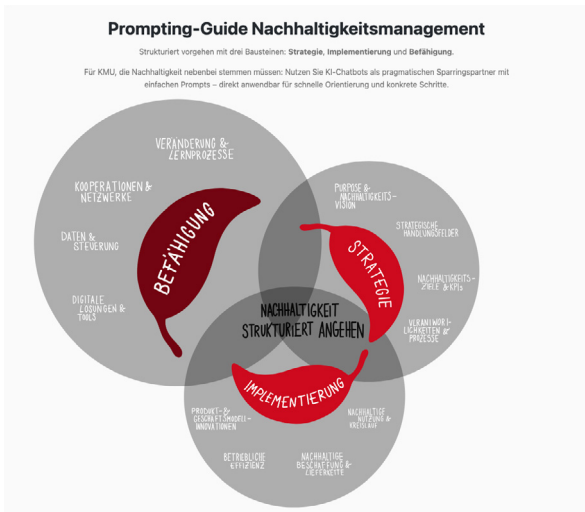 Prompting-Guide Nachhaltigkeitsmanagement
Strukturiert vorgehen mit drei Bausteinen: Strategie, Implementierung und Befähigung.
Für KMU, die Nachhaltigkeit nebenbei stemmen müssen: Nutzen Sie KI-Chatbots als pragmatischen Sparringspartner mit
einfachen Prompts – direkt anwendbar für schnelle Orientierung und konkrete Schritte.
VERÄNDERUNG &
LERNPROZESSE
KOOPERATIONEN &
NETZWERKE
DATEN &
STEUERUNG
DIGITALE
LÖSUNGEN &
TOOLS
BEFÄHIGUNG
PURPOSE &
NACHHALTIGKEITS-
VISION
STRATEGISCHE
HANDLUNGSFELDER
NACHHALTIGKEITS-
ZIELE & KPIs
VERANTWORT-
LICHKEITEN &
PROZESSE
STRATEGIE
NACHHALTIGKEIT
STRUKTURIERT ANGEHEN
IMPLEMENTIERUNG
PRODUKT- &
GESCHÄFTSMODELL-
INNOVATIONEN
BETRIEBLICHE
EFFIZIENZ
NACHHALTIGE
BESCHAFFUNG &
LIEFERKETTE
NACHHALTIGE
NUTZUNG &
KREISLAUF